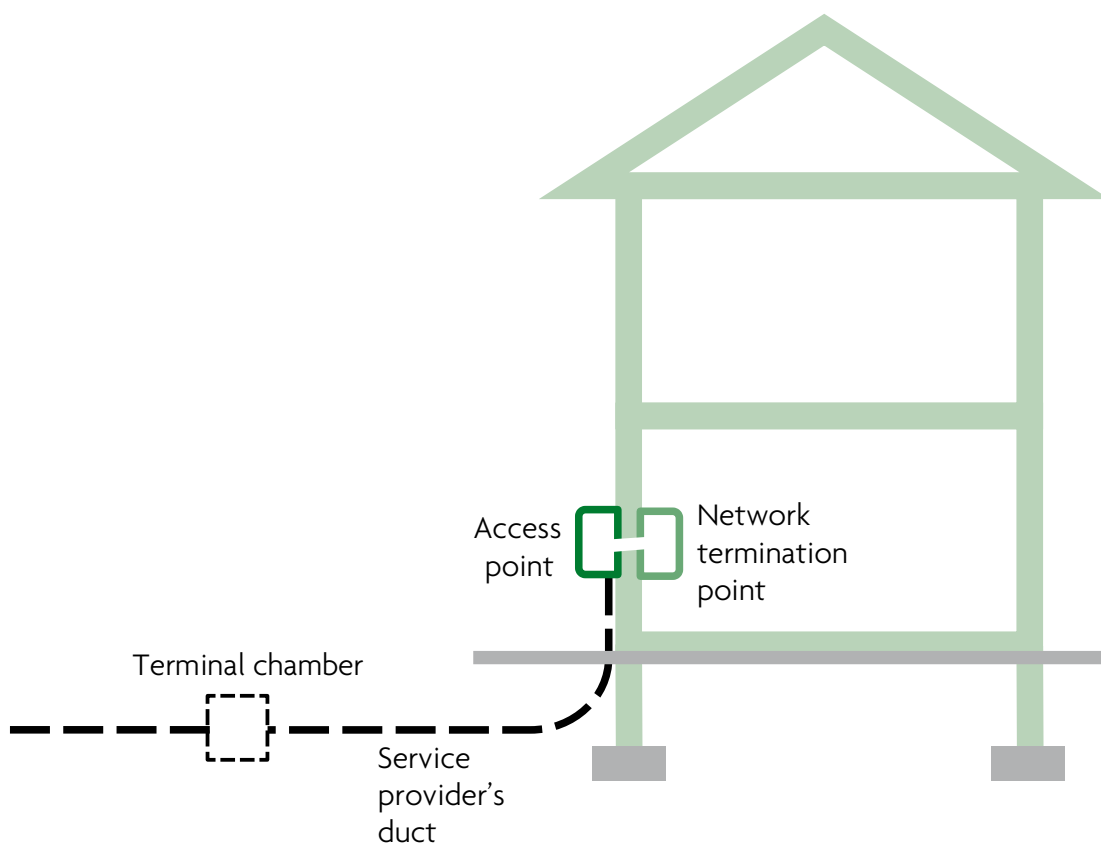 Access
point
Network
termination
point
Terminal chamber
Service
provider’s
duct